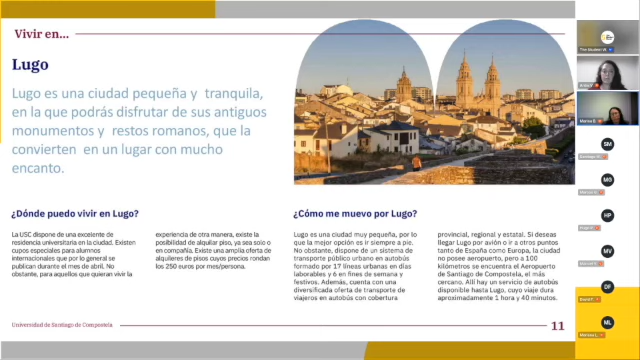 Vivir en...
Lugo
Lugo es una ciudad pequeña y tranquila,
en la que podrás disfrutar de sus antiguos
monumentos y restos romanos, que la
convierten en un lugar con mucho
encanto.
¿Dónde puedo vivir en Lugo?
La USC dispone de una excelente de
residencia universitaria en la ciudad. Existen
cupos especiales para alumnos
internacionales que por lo general se
publican durante el mes de abril. No
obstante, para aquellos que quieran vivir la
experiencia de otra manera, existe la
posibilidad de alquilar piso, ya sea solo o
en compañía. Existe una amplia oferta de
alquileres de pisos cuyos precios rondan
los 250 euros por mes/persona.
¿Cómo me muevo por Lugo?
Lugo es una ciudad muy pequeña, por lo
que la mejor opción es ir siempre a pie.
No obstante, dispone de un sistema de
transporte público urbano en autobús
formado por 17 líneas urbanas en días
laborables y 6 en fines de semana y
festivos. Además, cuenta con una
diversificada oferta de transporte de
viajeros en autobús con cobertura
provincial, regional y estatal. Si deseas
llegar Lugo por avión o ir a otros puntos
tanto de España como Europa, la ciudad
no posee aeropuerto, pero a 100
kilómetros se encuentra el Aeropuerto
de Santiago de Compostela, el más
cercano. Allí hay un servicio de autobús
disponible hasta Lugo, cuyo viaje dura
aproximadamente 1 hora y 40 minutos.
Universidad de Santiago de Compostela
11
SM
MG
HP
MV
DF
ML